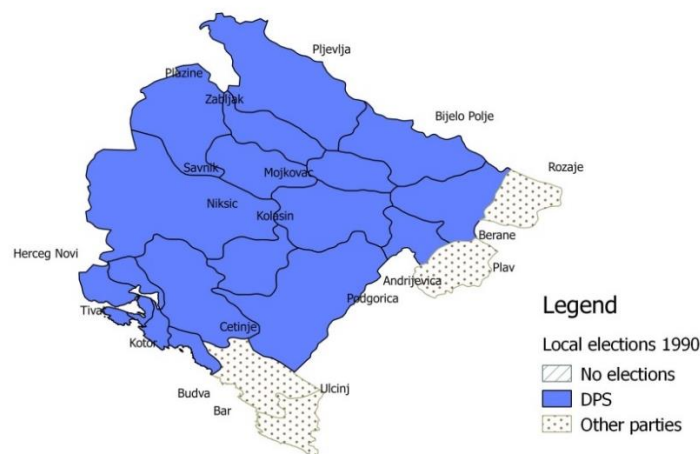 Pljevlja
Plazine
Zabljak
Bijelo Polje
Rozaje
Savnik
Mojkovac
Niksic
Kolasin
Berane
Herceg Novi
Plav
Andrijevica
Podgorica
Tivat
Cetinje
Kotor
Ulcinj
Budva
Bar
Legend
Local elections 1990
No elections
DPS
Other parties